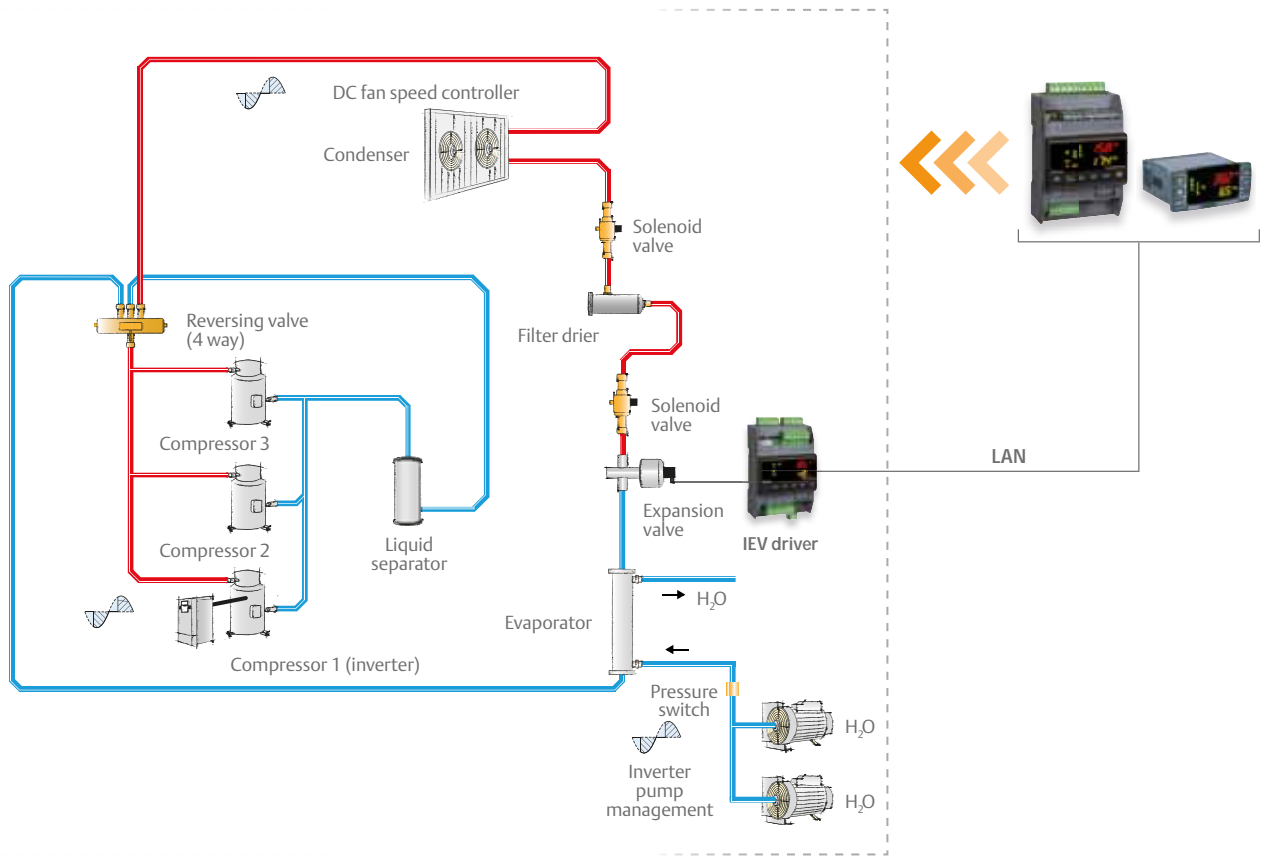 DC fan speed controller
Condenser
Solenoid
valve
Reversing valve
(4 way)
Filter drier
Compressor 3
Solenoid
valve
LAN
Expansion
valve
IEV driver
Compressor 2
Liquid
separator
H₂O
Evaporator
Compressor 1 (inverter)
Pressure
switch
H₂O
Inverter
pump
management
H₂O